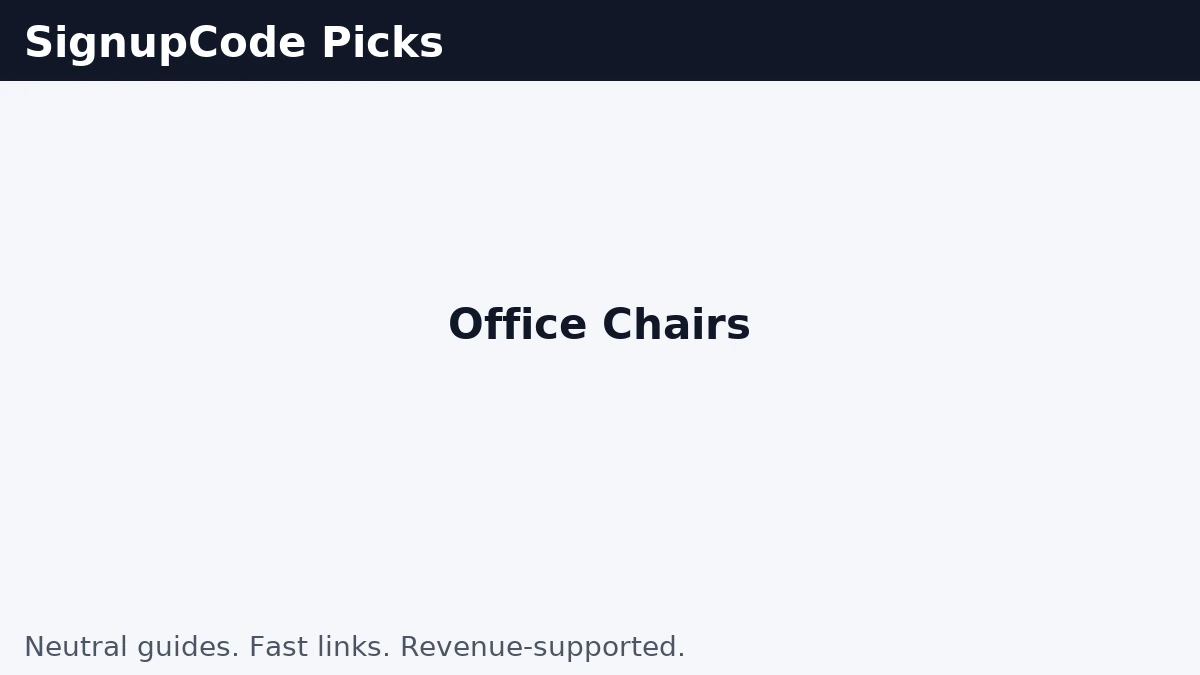 SignupCode Picks
Office Chairs
Neutral guides. Fast links. Revenue-supported.